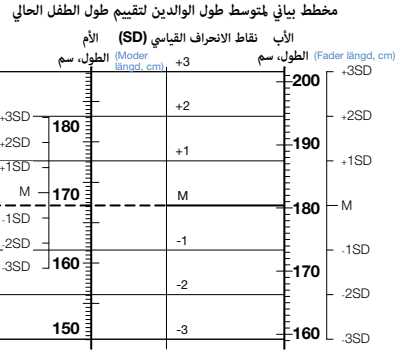 مخطط بياني لمتوسط طول الوالدين لتقييم طول الطفل الحالي
الأب نقاط الانحراف القياسي (SD) الأم
الطول، سم (Fader längd, cm)
الطول، سم (Moder längd, cm)
+3
+2
+1
M
-1
-2
-3
200
190
180
170
160
+3SD
+2SD
+1SD
M
-1SD
-2SD
-3SD
180
170
160
150
+3SD
+2SD
+1SD
M
-1SD
-2SD
-3SD